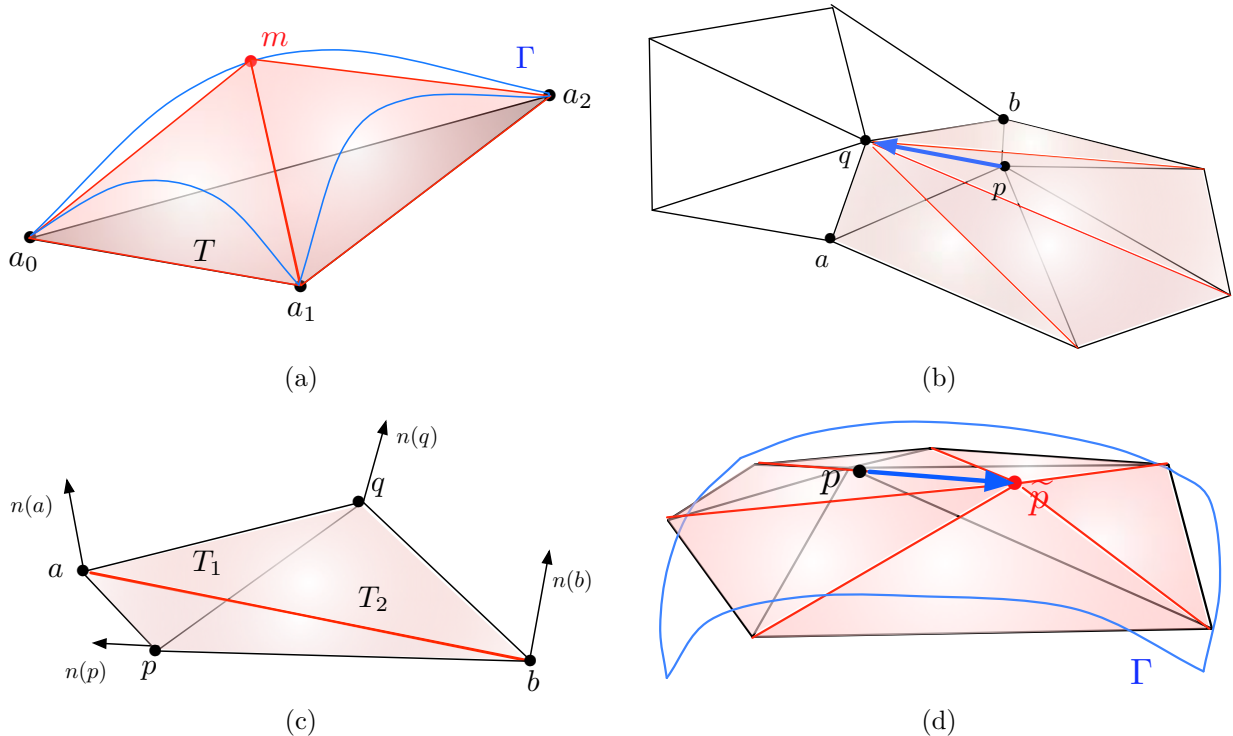 m
Γ
a₂
T
a₀
a₁
(a)
b
q
p
a
(b)
n(q)
n(a)
q
a
T₁
n(b)
T₂
n(p)
p
b
(c)
p
p̃
Γ
(d)